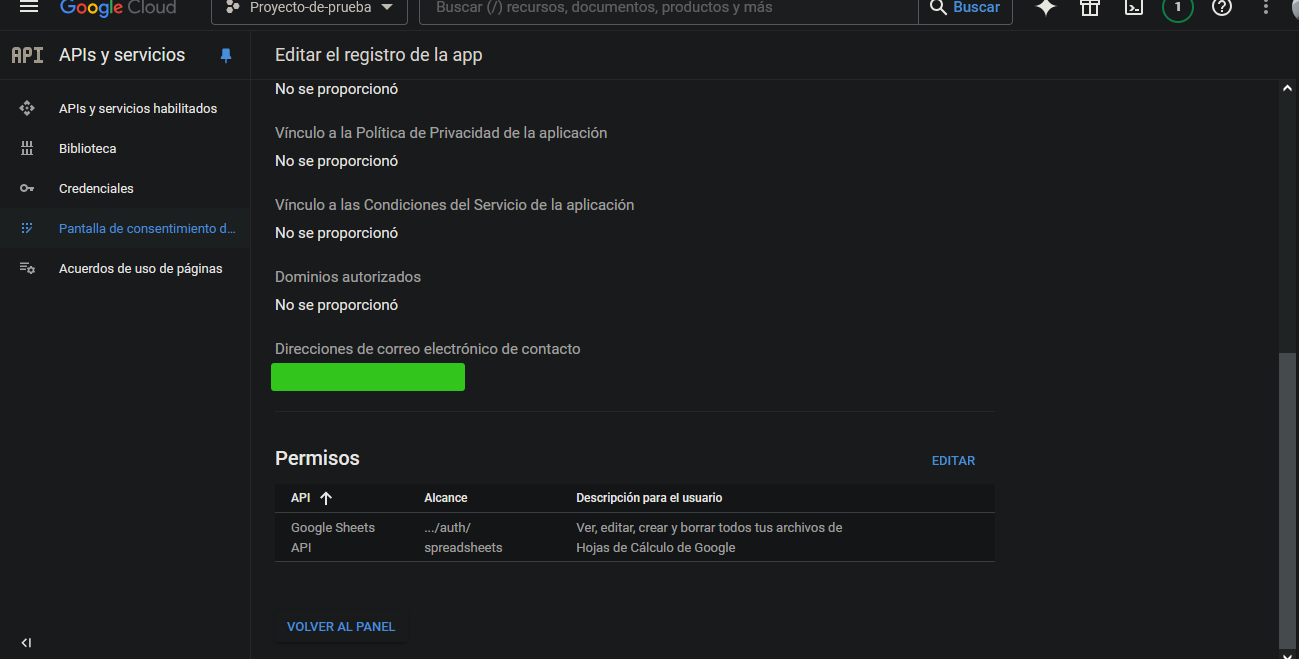 Google Cloud
Proyecto-de-prueba
Buscar (/) recursos, documentos, productos y más
Buscar
1
API APIs y servicios
Editar el registro de la app
APIs y servicios habilitados
Biblioteca
Credenciales
Pantalla de consentimiento d...
Acuerdos de uso de páginas
No se proporcionó
Vínculo a la Política de Privacidad de la aplicación
No se proporcionó
Vínculo a las Condiciones del Servicio de la aplicación
No se proporcionó
Dominios autorizados
No se proporcionó
Direcciones de correo electrónico de contacto
Permisos
EDITAR
API
Alcance
Descripción para el usuario
Google Sheets
API
.../auth/
spreadsheets
Ver, editar, crear y borrar todos tus archivos de
Hojas de Cálculo de Google
VOLVER AL PANEL